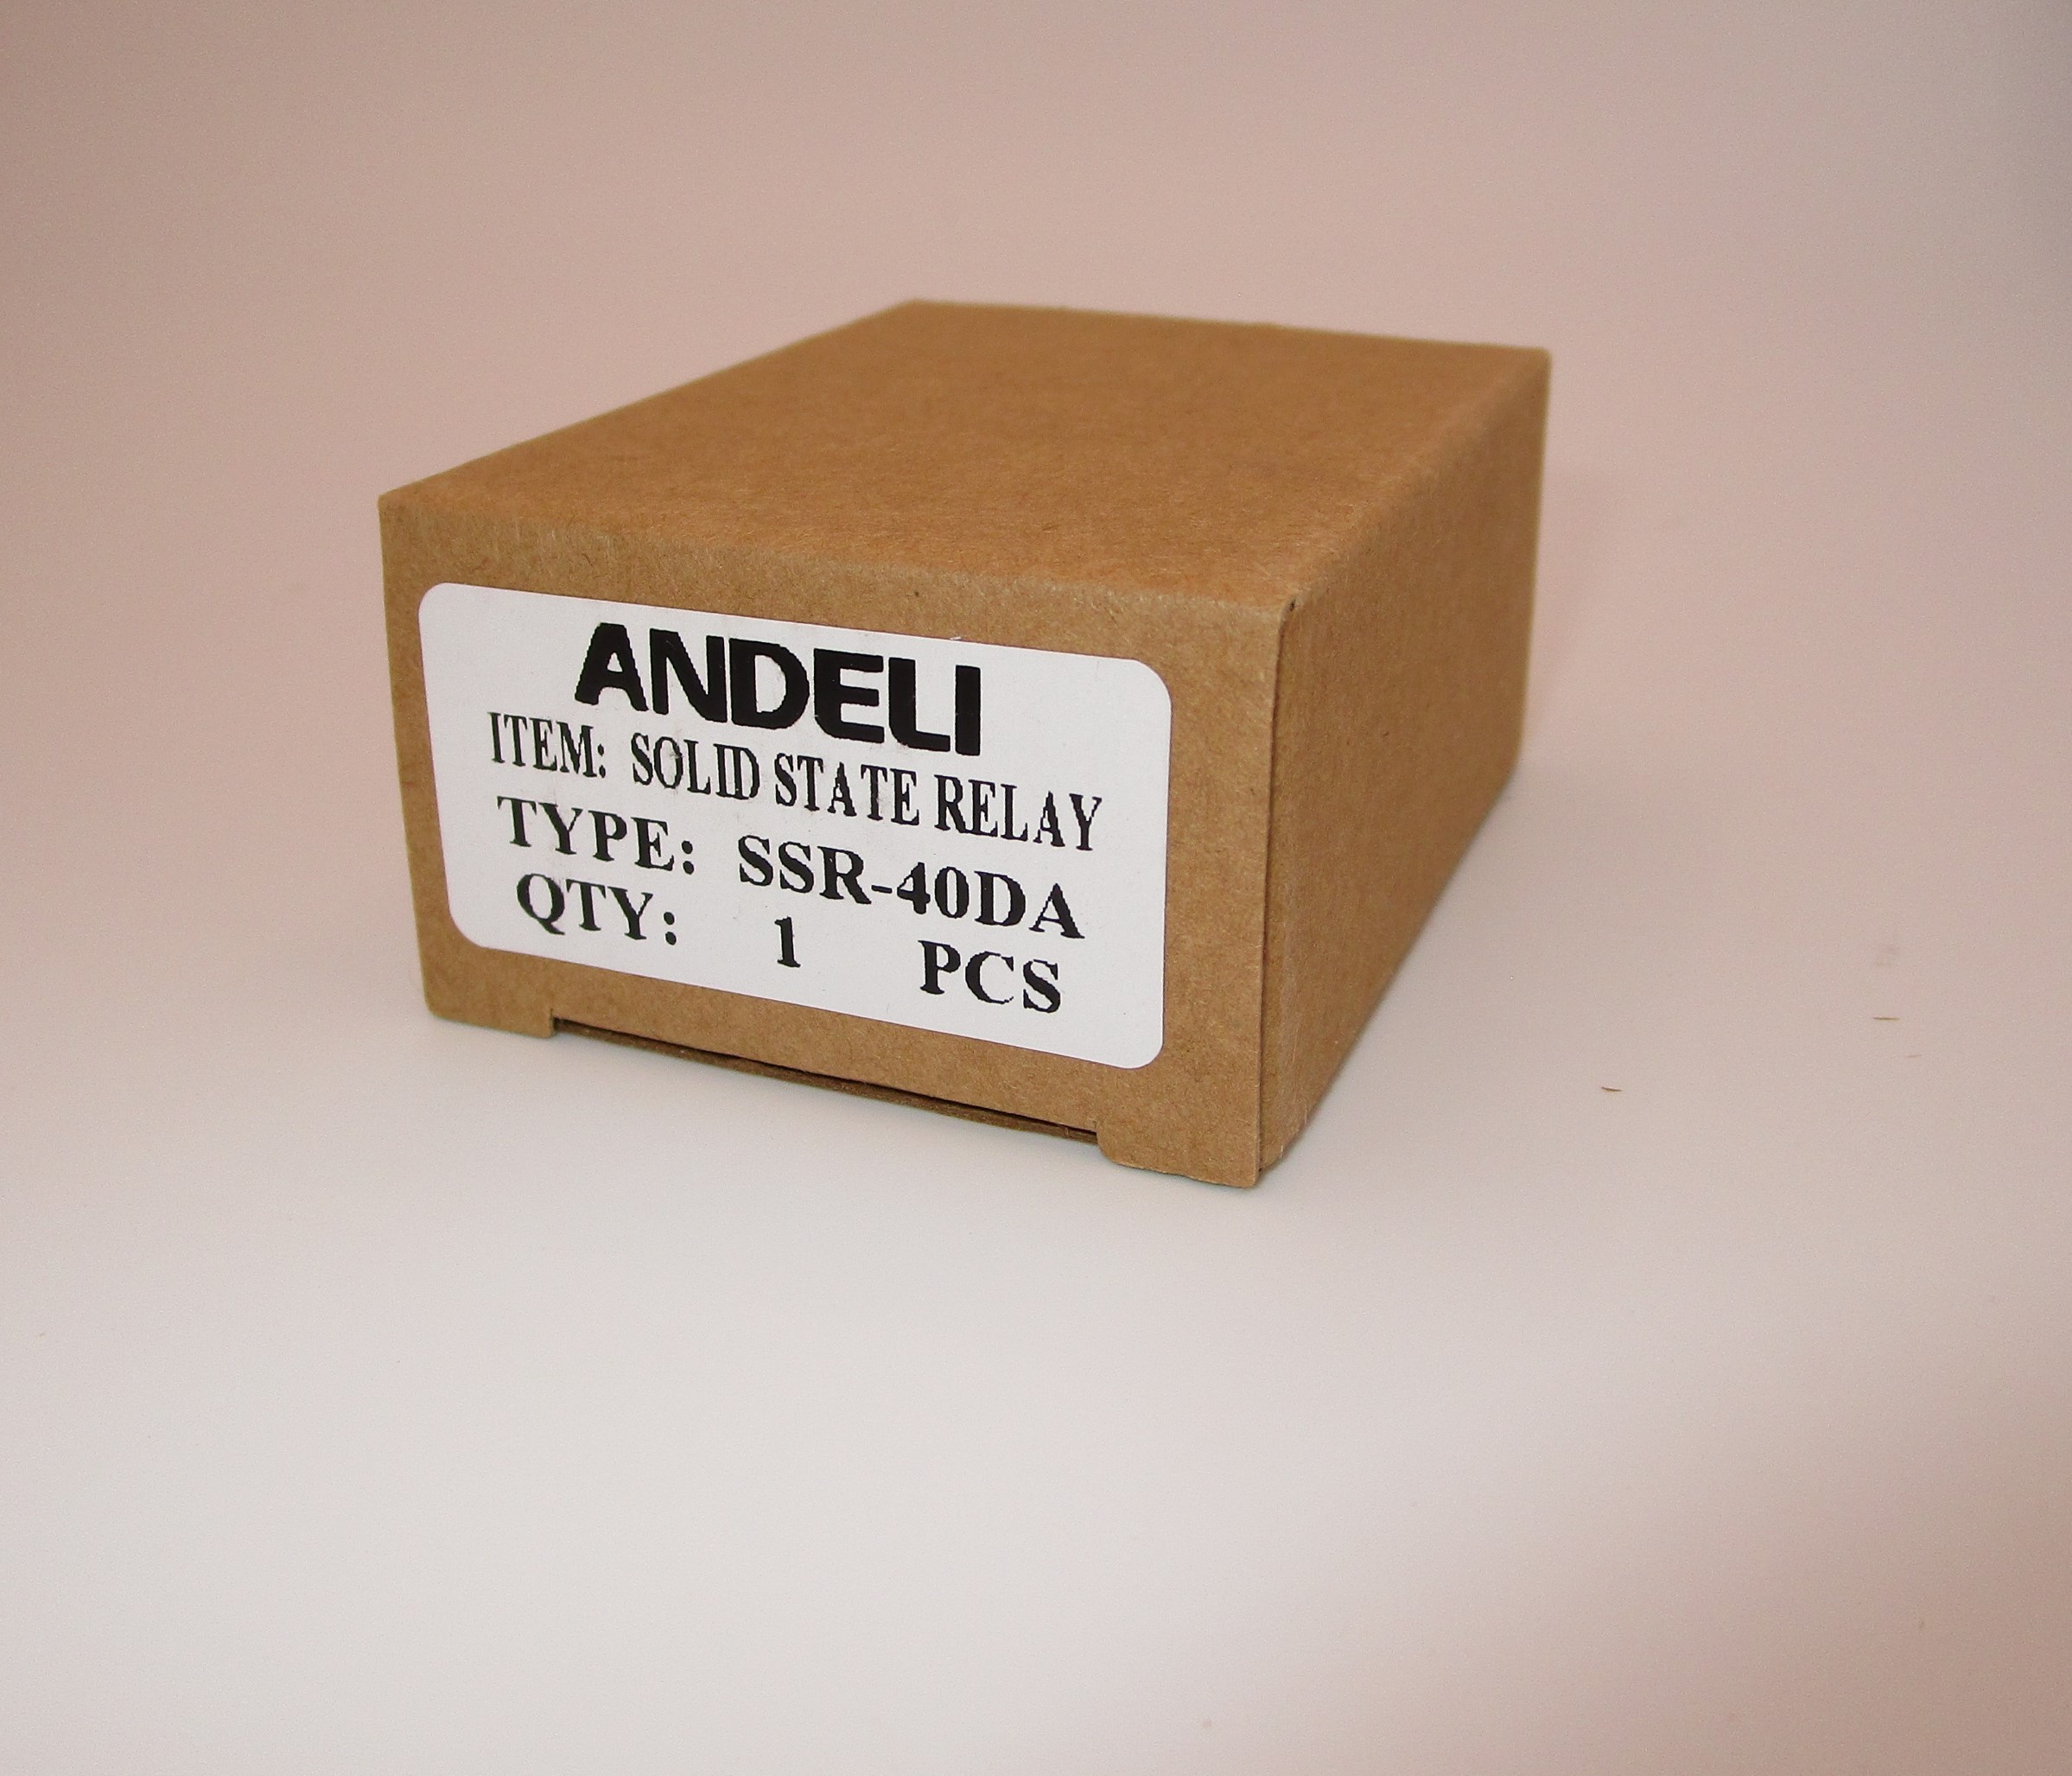 ANDELI
ITEM: SOLID STATE RELAY
TYPE: SSR-40DA
QTY: 1 PCS